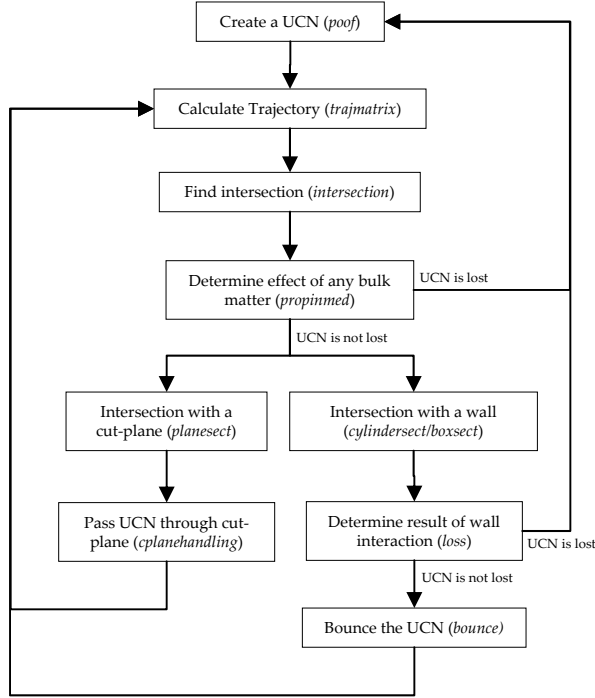 Create a UCN (poof)
Calculate Trajectory (trajmatrix)
Find intersection (intersection)
Determine effect of any bulk
matter (propinmed)
UCN is lost
UCN is not lost
Intersection with a
cut-plane (planesect)
Intersection with a wall
(cylindersect/boxsect)
Pass UCN through cut-
plane (cplanehandling)
Determine result of wall
interaction (loss)
UCN is lost
UCN is not lost
Bounce the UCN (bounce)